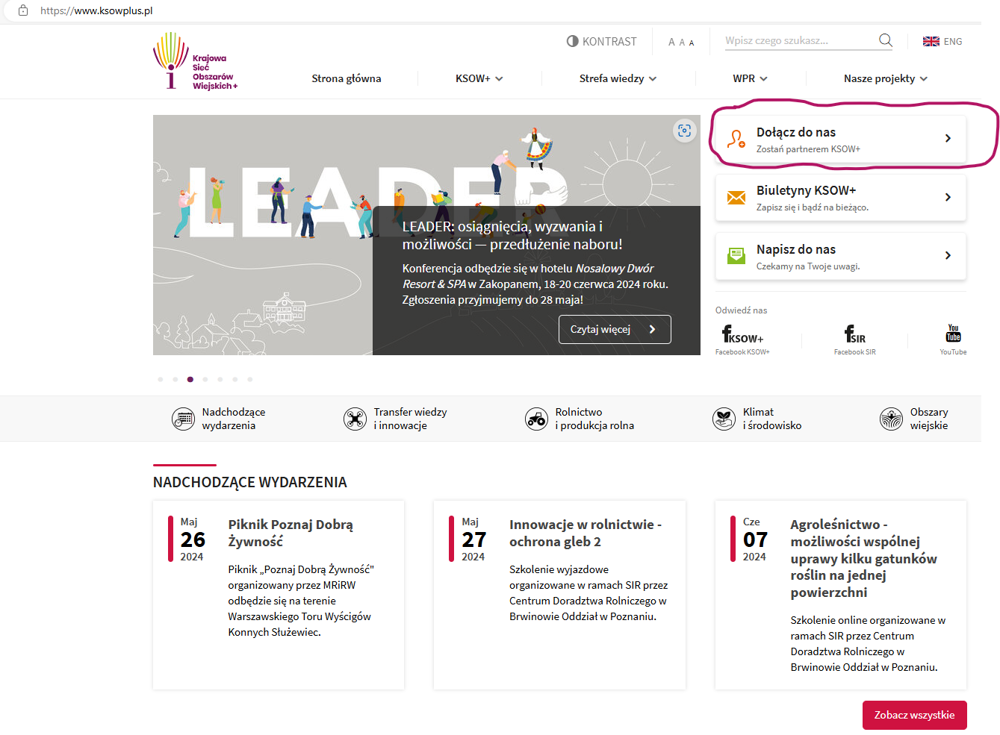 https://www.ksowplus.pl
KONTRAST
A A A
Wpisz czego szukasz...
ENG
Krajowa
Sieć
Obszarów
Wiejskich +
Strona główna
KSOW+
Strefa wiedzy
WPR
Nasze projekty
LEADER
LEADER: osiągnięcia, wyzwania i
możliwości — przedłużenie naboru!
Konferencja odbędzie się w hotelu Nosalowy Dwór
Resort & SPA w Zakopanem, 18-20 czerwca 2024 roku.
Zgłoszenia przyjmujemy do 28 maja!
Czytaj więcej
Dołącz do nas
Zostań partnerem KSOW+
Biuletyny KSOW+
Zapisz się i bądź na bieżąco.
Napisz do nas
Czekamy na Twoje uwagi.
Odwiedź nas
fKSOW+
Facebook KSOW+
fSIR
Facebook SIR
You
Tube
YouTube
Nadchodzące
wydarzenia
Transfer wiedzy
i innowacje
Rolnictwo
i produkcja rolna
Klimat
i środowisko
Obszary
wiejskie
NADCHODZĄCE WYDARZENIA
Maj
26
2024
Piknik Poznaj Dobrą
Żywność
Piknik „Poznaj Dobrą Żywność"
organizowany przez MRiRW
odbędzie się na terenie
Warszawskiego Toru Wyścigów
Konnych Służewiec.
Maj
27
2024
Innowacje w rolnictwie -
ochrona gleb 2
Szkolenie wyjazdowe
organizowane w ramach SIR przez
Centrum Doradztwa Rolniczego w
Brwinowie Oddział w Poznaniu.
Cze
07
2024
Agroleśnictwo -
możliwości wspólnej
uprawy kilku gatunków
roślin na jednej
powierzchni
Szkolenie online organizowane w
ramach SIR przez Centrum
Doradztwa Rolniczego w
Brwinowie Oddział w Poznaniu.
Zobacz wszystkie